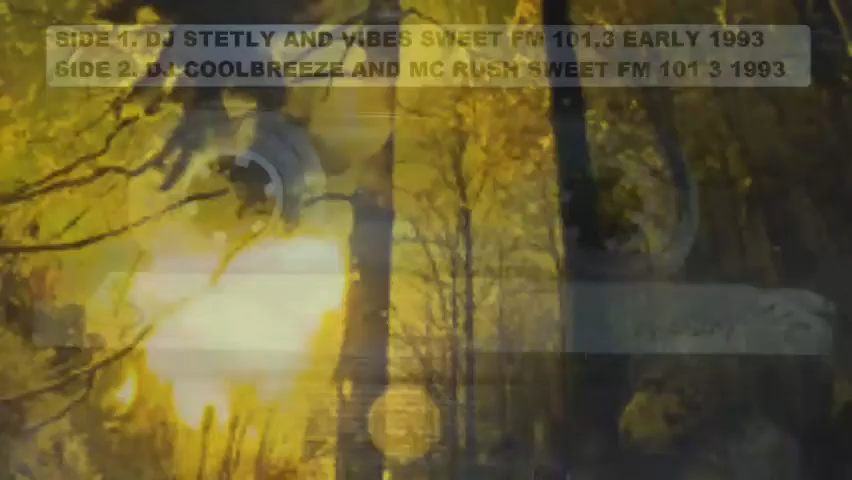 SIDE 1. DJ STETLY AND VIBES SWEET FM 101.3 EARLY 1993
SIDE 2. DJ COOLBREEZE AND MC RUSH SWEET FM 101.3 1993